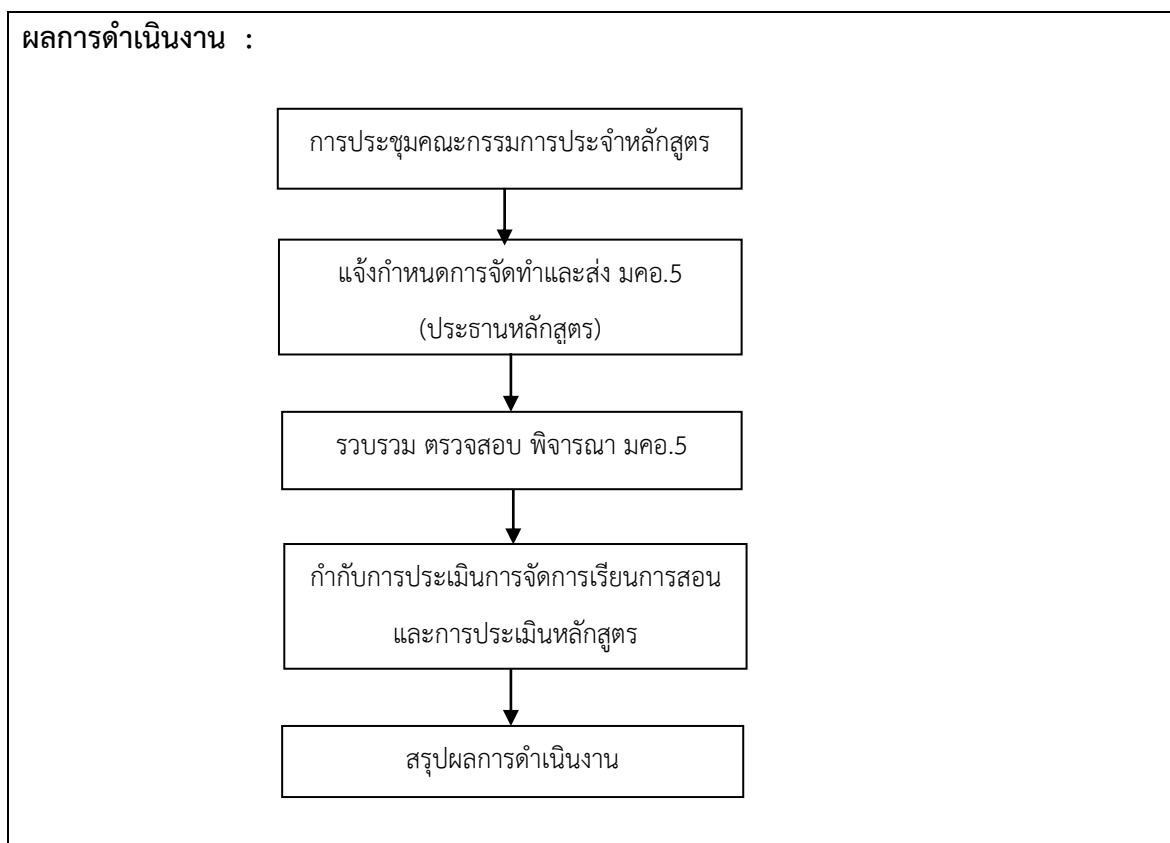 ผลการดำเนินงาน :
การประชุมคณะกรรมการประจำหลักสูตร
แจ้งกำหนดการจัดทำและส่ง มคอ.5
(ประธานหลักสูตร)
รวบรวม ตรวจสอบ พิจารณา มคอ.5
กำกับการประเมินการจัดการเรียนการสอน
และการประเมินหลักสูตร
สรุปผลการดำเนินงาน